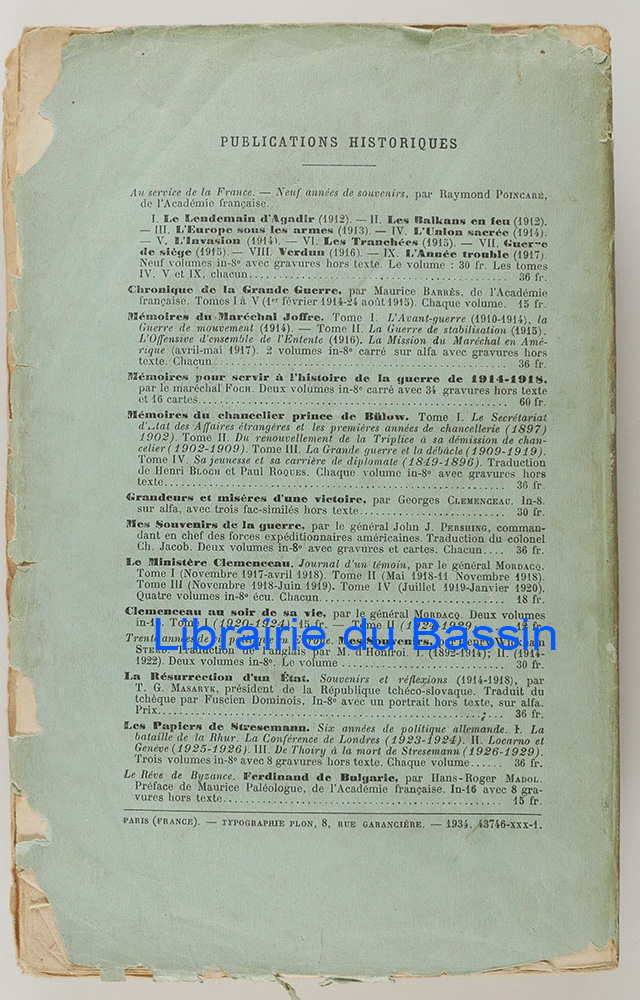 PUBLICATIONS HISTORIQUES
Au service de la France. — Neuf années de souvenirs, par Raymond POINCARÉ,
de l'Académie française.
I. Le Lendemain d'Agadir (1912). — II. Les Balkans en feu (1912).
— III. L'Europe sous les armes (1913). — IV. L'Union sacrée (1914).
— V. L'Invasion (1914). — VI. Les Tranchées (1915). — VII. Guerre
de siège (1915). — VIII. Verdun (1916). — IX. L'Année trouble (1917).
Neuf volumes in-8º avec gravures hors texte. Le volume : 30 fr. Les tomes
IV. V et IX, chacun 36 fr.
Chronique de la Grande Guerre, par Maurice BARRÈS, de l'Académie
française. Tomes I à V (1er février 1914-24 août 1915). Chaque volume. 15 fr.
Mémoires du Maréchal Joffre. Tome I. L'Avant-guerre (1910-1914), la
Guerre de mouvement (1914). — Tome II. La Guerre de stabilisation (1915).
L'Offensive d'ensemble de l'Entente (1916). La Mission du Maréchal en Amé-
rique (avril-mai 1917). 2 volumes in-8º carré sur alfa avec gravures hors
texte. Chacun 36 fr.
Mémoires pour servir à l'histoire de la guerre de 1914-1918,
par le maréchal FOCH. Deux volumes in-8º carré avec 34 gravures hors texte
et 16 cartes 60 fr.
Mémoires du chancelier prince de Bülow. Tome I. Le Secrétariat
d'État des Affaires étrangères et les premières années de chancellerie (1897)
1902). Tome II. Du renouvellement de la Triplice à sa démission de chan-
celier (1902-1909). Tome III. La Grande guerre et la débâcle (1909-1919).
Tome IV. Sa jeunesse et sa carrière de diplomate (1849-1896). Traduction
de Henri BLOCH et Paul ROQUES. Chaque volume in-8º avec gravures hors
texte 36 fr.
Grandeurs et misères d'une victoire, par Georges CLEMENCEAU. In-8.
sur alfa, avec trois fac-similés hors texte 30 fr.
Mes Souvenirs de la guerre, par le général John J. PERSHING, comman-
dant en chef des forces expéditionnaires américaines. Traduction du colonel
Ch. Jacob. Deux volumes in-8º avec gravures et cartes. Chacun.... 36 fr.
Le Ministère Clemenceau. Journal d'un témoin, par le général MORDACQ.
Tome I (Novembre 1917-avril 1918). Tome II (Mai 1918-11 Novembre 1918).
Tome III (Novembre 1918-Juin 1919). Tome IV (Juillet 1919-Janvier 1920).
Quatre volumes in-8º écu. Chacun 18 fr.
Clemenceau au soir de sa vie, par le général MORDACQ. Deux volumes
Tome I (1920-1924). 15 fr. — Tome II (1924-1929 12 fr.
Librairie du Bassin
Trente années de vie politique en Europe. Mes Souvenirs, par Henry Wickham
STEED. Traduction de l'anglais par M. d'Honfroi. I. (1892-1914); II. (1914-
1922). Deux volumes in-8º. Le volume 30 fr.
La Résurrection d'un État. Souvenirs et réflexions (1914-1918), par
T. G. MASARYK, président de la République tchéco-slovaque. Traduit du
tchèque par Fuscien Dominois, In-8º avec un portrait hors texte, sur alfa.
Prix 36 fr.
Les Papiers de Stresemann. Six années de politique allemande. I. La
bataille de la Rhur. La Conférence de Londres (1923-1924). II. Locarno et
Genève (1925-1926). III. De Thoiry à la mort de Stresemann (1926-1929).
Trois volumes in-8º avec 8 gravures hors texte. Chaque volume..... 36 fr.
Le Rêve de Byzance. Ferdinand de Bulgarie, par Hans-Roger MADOL.
Préface de Maurice Paléologue, de l'Académie française. In-16 avec 8 gra-
vures hors texte 15 fr.
PARIS (FRANCE). — TYPOGRAPHIE PLON, 8, RUE GARANCIÈRE. — 1934. 43746-XXX-1.